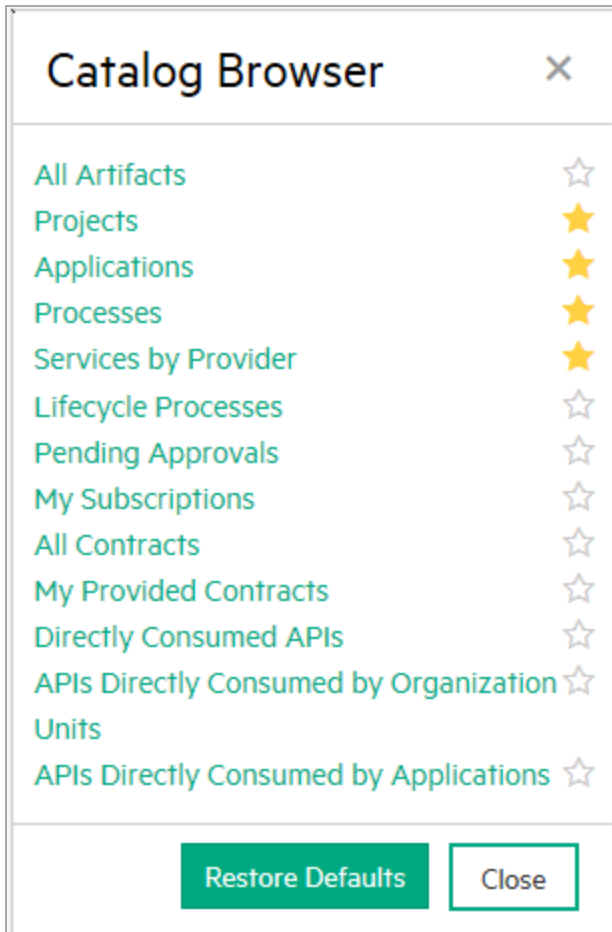 Catalog Browser
All Artifacts
Projects
Applications
Processes
Services by Provider
Lifecycle Processes
Pending Approvals
My Subscriptions
All Contracts
My Provided Contracts
Directly Consumed APIs
APIs Directly Consumed by Organization
Units
APIs Directly Consumed by Applications
Restore Defaults Close